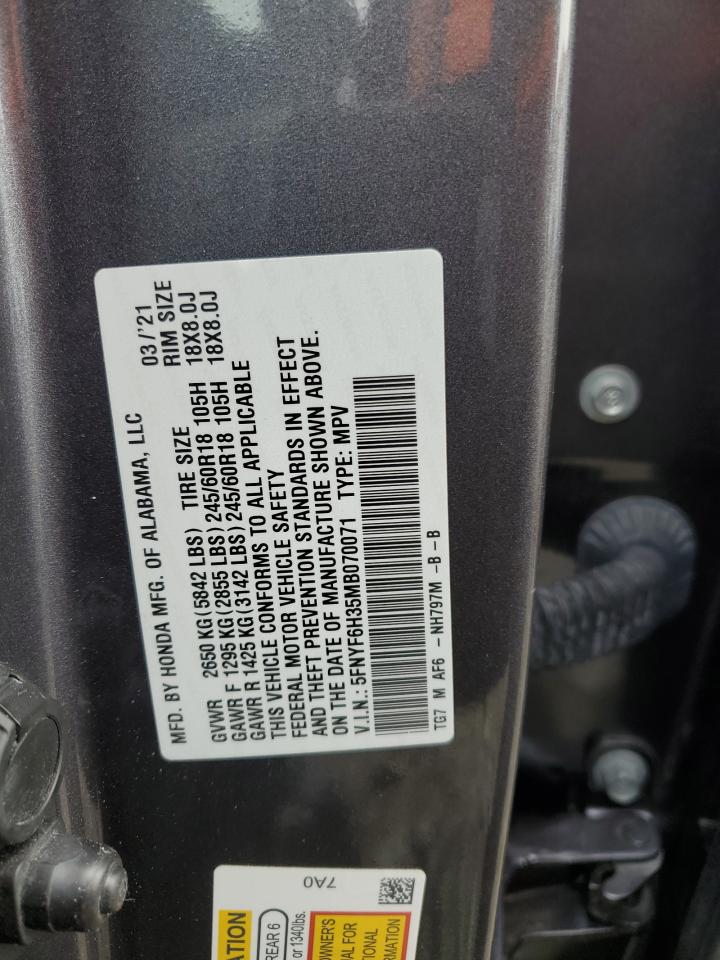 MFD. BY HONDA MFG. OF ALABAMA, LLC 03/'21
GVWR 2650 KG (5842 LBS) TIRE SIZE RIM SIZE
GAWR F 1295 KG (2855 LBS) 245/60R18 105H 18X8.0J
GAWR R 1425 KG (3142 LBS) 245/60R18 105H 18X8.0J
THIS VEHICLE CONFORMS TO ALL APPLICABLE
FEDERAL MOTOR VEHICLE SAFETY
AND THEFT PREVENTION STANDARDS IN EFFECT
ON THE DATE OF MANUFACTURE SHOWN ABOVE.
V.I.N.: 5FNYF6H35MB070071 TYPE: MPV
TG7 M AF6 - NH797M -B -B
7A0
REAR 6
or 1340lbs.